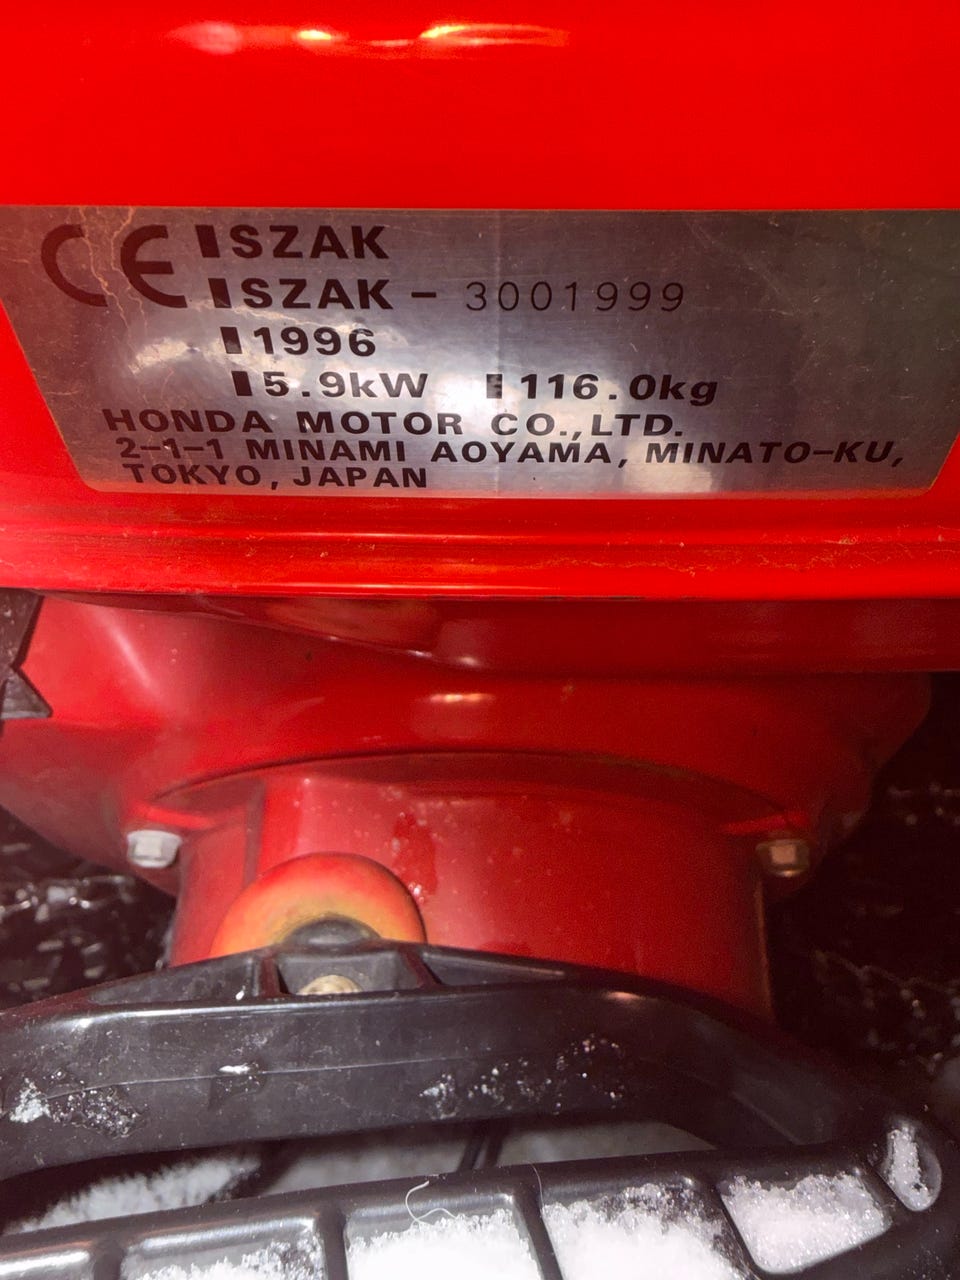 CE SZAK
SZAK - 3001999
1996
5.9kW 116.0kg
HONDA MOTOR CO.,LTD.
2-1-1 MINAMI AOYAMA, MINATO-KU,
TOKYO, JAPAN